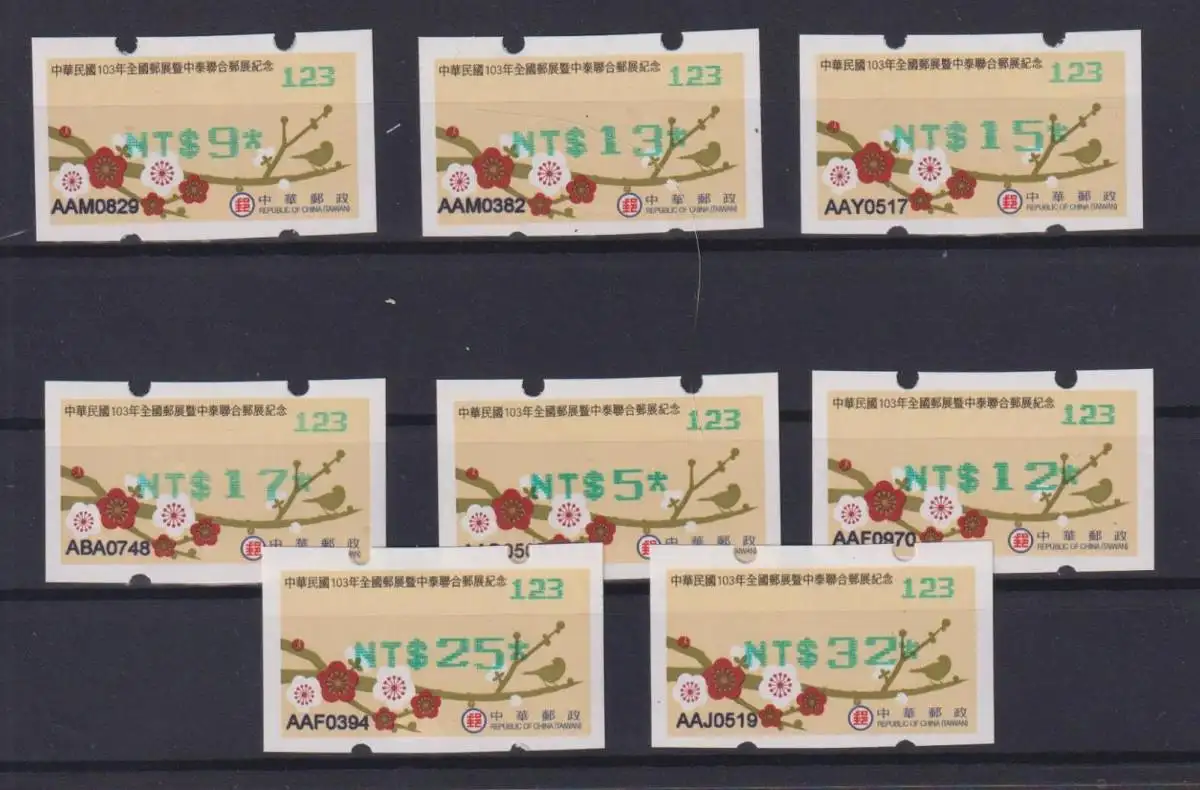 中華民國103年全國郵展暨中泰聯合郵展紀念
123
NT$9*
AAM0829
中華郵政
REPUBLIC OF CHINA (TAIWAN)
中華民國103年全國郵展暨中泰聯合郵展紀念
123
NT$13*
AAM0382
中華郵政
REPUBLIC OF CHINA (TAIWAN)
中華民國103年全國郵展暨中泰聯合郵展紀念
123
NT$15*
AAY0517
中華郵政
REPUBLIC OF CHINA (TAIWAN)
中華民國103年全國郵展暨中泰聯合郵展紀念
123
NT$17*
ABA0748
郵 中華郵政
中華民國103年全國郵展暨中泰聯合郵展紀念
123
NT$5*
中華郵政
(TAIWAN)
中華民國103年全國郵展暨中泰聯合郵展紀念
123
NT$12*
AAF0970
中華郵政
REPUBLIC OF CHINA (TAIWAN)
中華民國103年全國郵展暨中泰聯合郵展紀念
123
NT$25*
AAF0394
中華郵政
REPUBLIC OF CHINA (TAIWAN)
中華民國103年全國郵展暨中泰聯合郵展紀念
123
NT$32*
AAJ0519
中華郵政
REPUBLIC OF CHINA (TAIWAN)